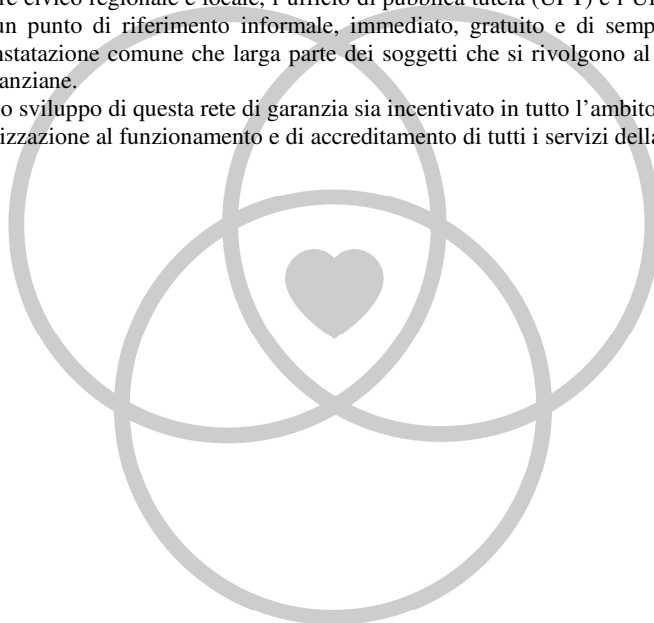 re civico regionale e locale, l'ufficio di pubblica tutela (UPT) e l'U
un punto di riferimento informale, immediato, gratuito e di semp
nstatazione comune che larga parte dei soggetti che si rivolgono al
anziane.
o sviluppo di questa rete di garanzia sia incentivato in tutto l'ambito
izzazione al funzionamento e di accreditamento di tutti i servizi della